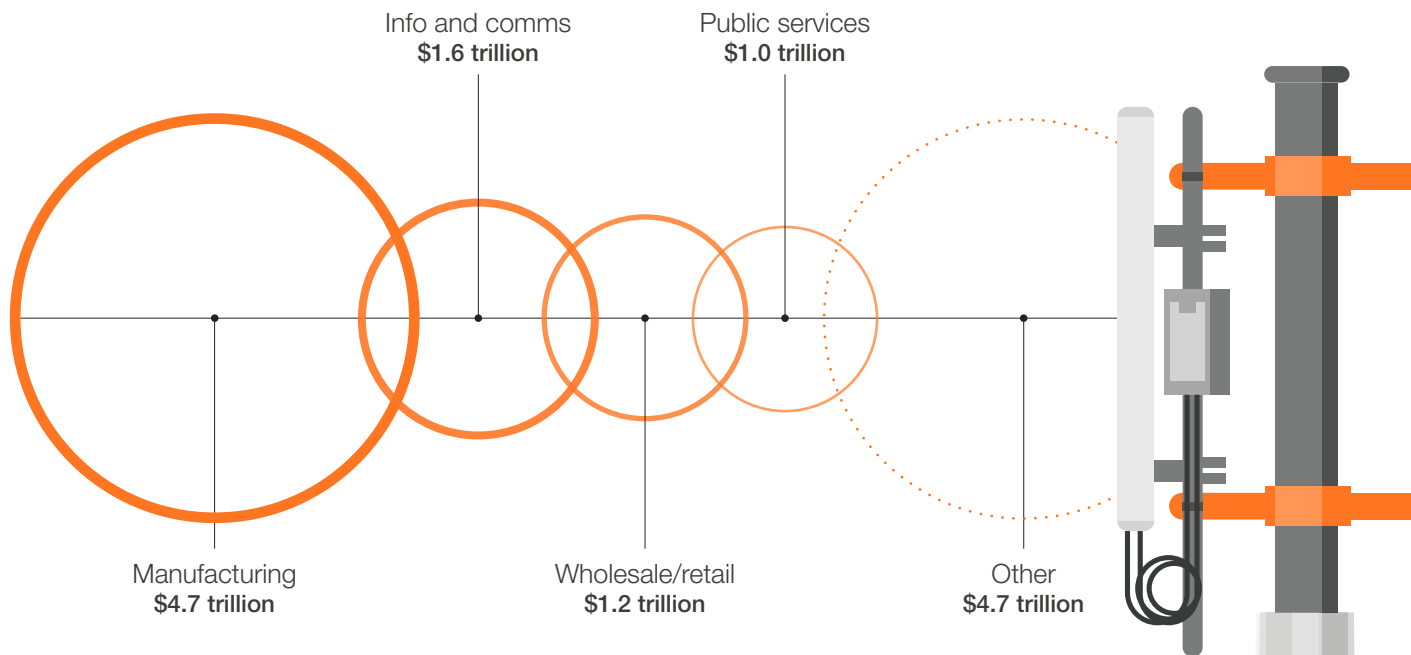 Info and comms
$1.6 trillion
Public services
$1.0 trillion
Manufacturing
$4.7 trillion
Wholesale/retail
$1.2 trillion
Other
$4.7 trillion